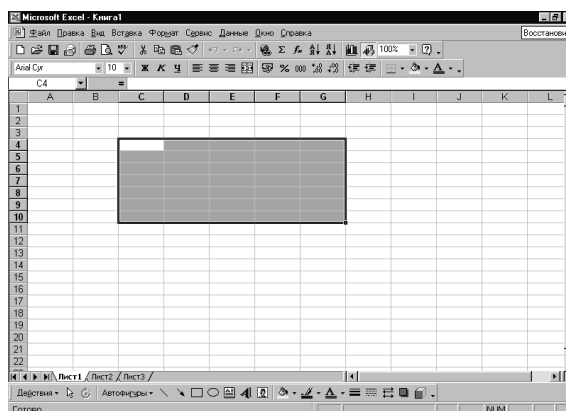 Microsoft Excel - Книга1
Файл Правка Вид Вставка Формат Сервис Данные Окно Справка
Восстанови
100%
Arial Cyr 10 Ж К Ч % 000
C4 =
A B C D E F G H I J K L
1
2
3
4
5
6
7
8
9
10
11
12
13
14
15
16
17
18
19
20
21
22
Лист1 Лист2 Лист3
Действия Автофигуры
Готово NUM